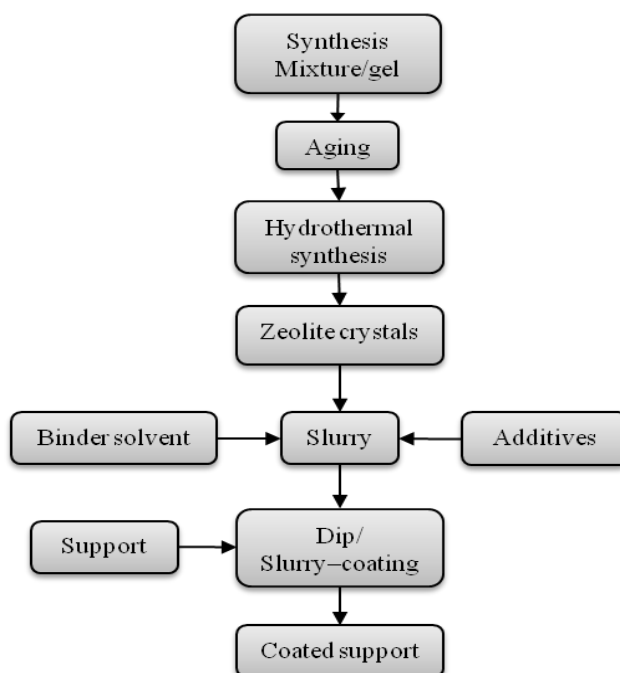 Synthesis
Mixture/gel
Aging
Hydrothermal
synthesis
Zeolite crystals
Binder solvent
Slurry
Additives
Support
Dip/
Slurry–coating
Coated support